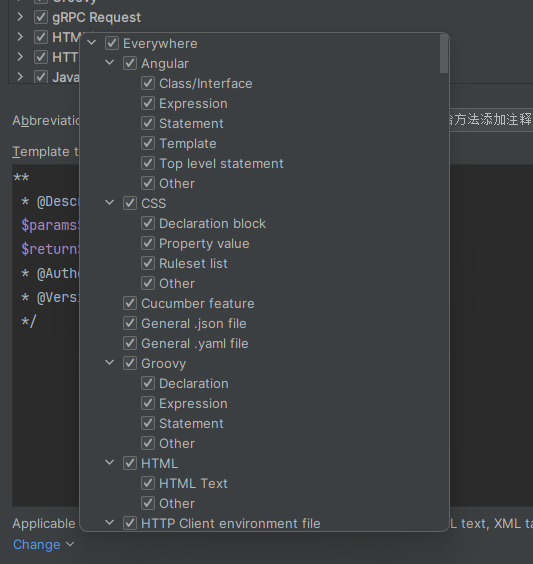 gRPC Request
Everywhere
Angular
Class/Interface
Expression
Statement
Template
Top level statement
Other
CSS
Declaration block
Property value
Ruleset list
Other
Cucumber feature
General .json file
General .yaml file
Groovy
Declaration
Expression
Statement
Other
HTML
HTML Text
Other
HTTP Client environment file
Java
方法添加注释
Template t
**
* @Desc
$params
$return
* @Auth
* @Vers
*/
Applicable
L text, XML ta
Change